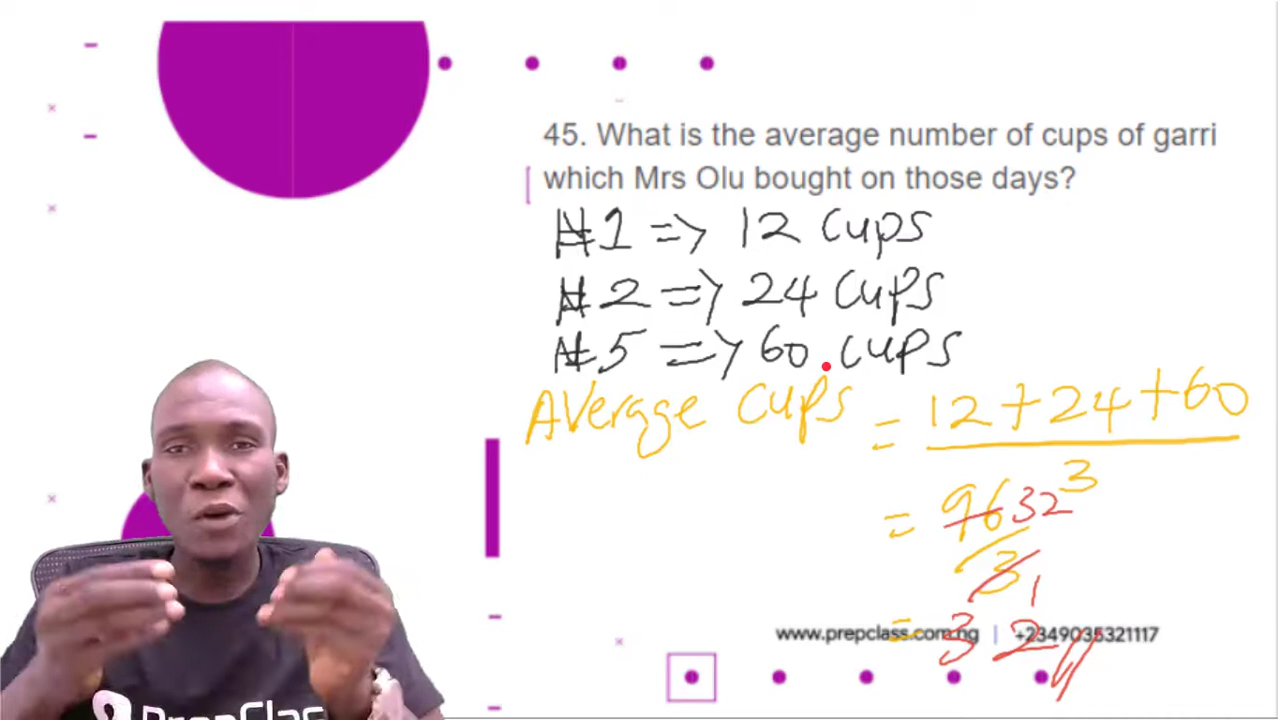 45. What is the average number of cups of garri
which Mrs Olu bought on those days?
₦1 => 12 cups
₦2 => 24 cups
₦5 => 60 cups
Average cups = 12+24+60
3
= 96 32
3 1
= 32
www.prepclass.com.ng | +2349035321117
PrepClas